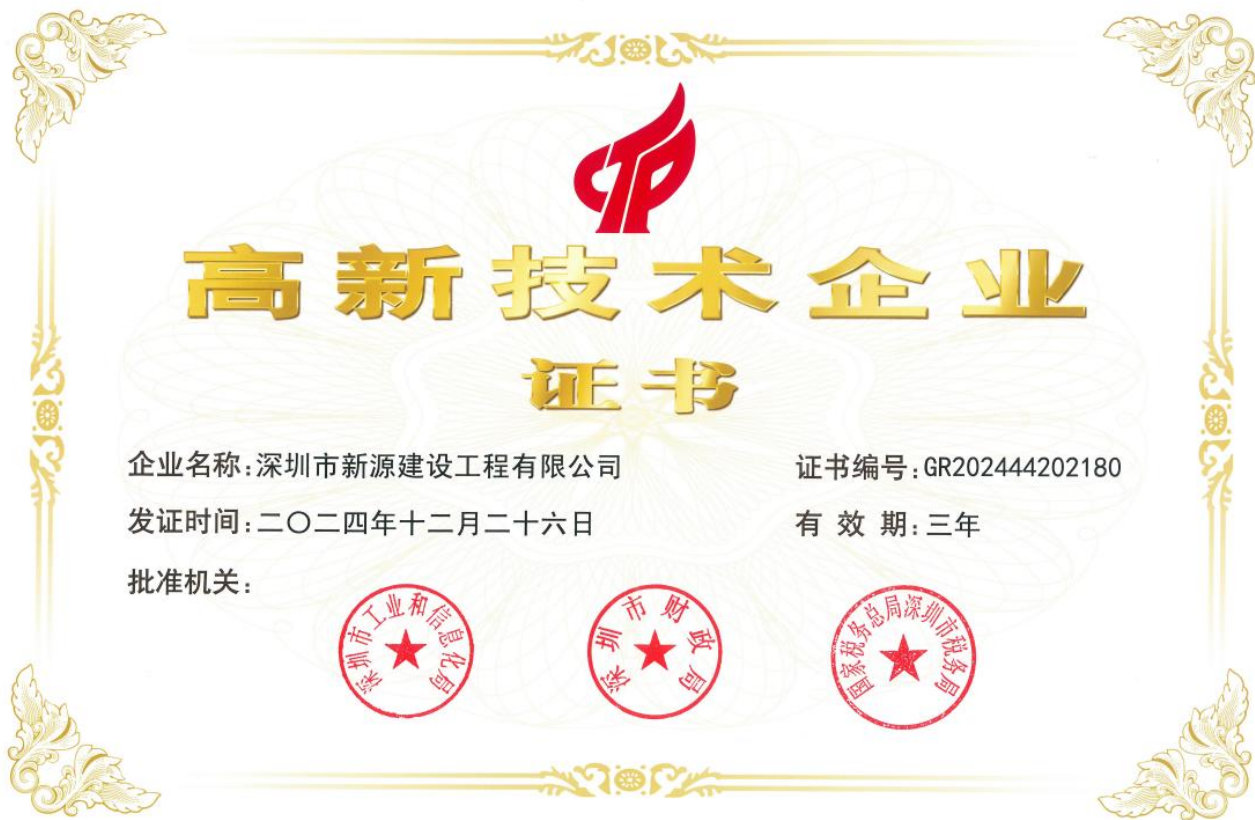 高新技术企业
证书
企业名称:深圳市新源建设工程有限公司
证书编号:GR202444202180
发证时间:二〇二四年十二月二十六日
有效期:三年
批准机关:
深圳市工业和信息化局
深圳市财政局
国家税务总局深圳市税务局